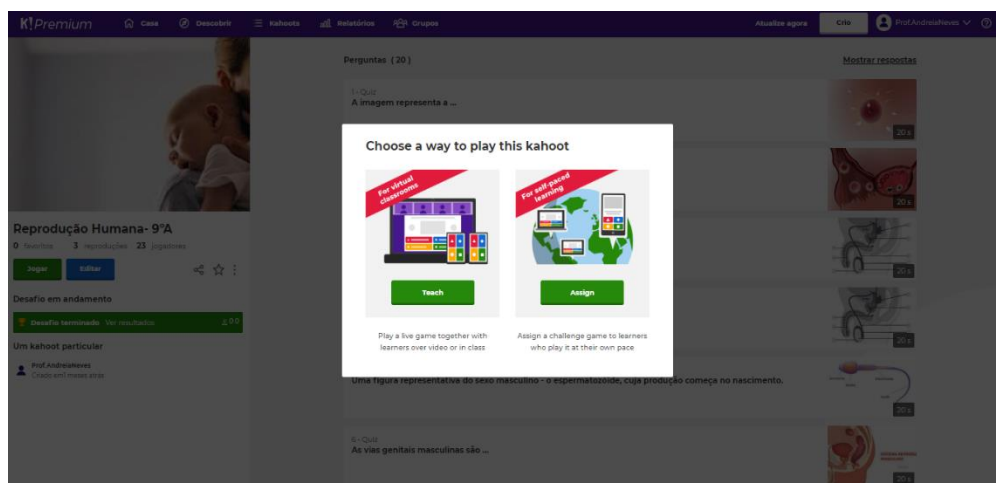 K!Premium
Casa
Descubrir
Kahoots
Relatórios
Grupos
Atualize agora
Crio
Prof.AndreiaNeves
Perguntas (20)
Mostrar respostas
1 - Quiz
A imagem representa a ...
20 s
20 s
20 s
20 s
Reprodução Humana- 9ºA
0 favoritos 3 reproduções 23 jogadores
Jogar
Editar
Desafio em andamento
Desafio terminado Ver resultados
Um kahoot particular
Prof.AndreiaNeves
Choose a way to play this kahoot
For virtual
classrooms
Teach
Play a live game together with
learners over video or in class
For self-paced
learning
Assign
Assign a challenge game to learners
who play it at their own pace
Uma figura representativa do sexo masculino - o espermatozóide, cuja produção começa no nascimento.
20 s
6 - Quiz
As vias genitais masculinas são ...
20 s